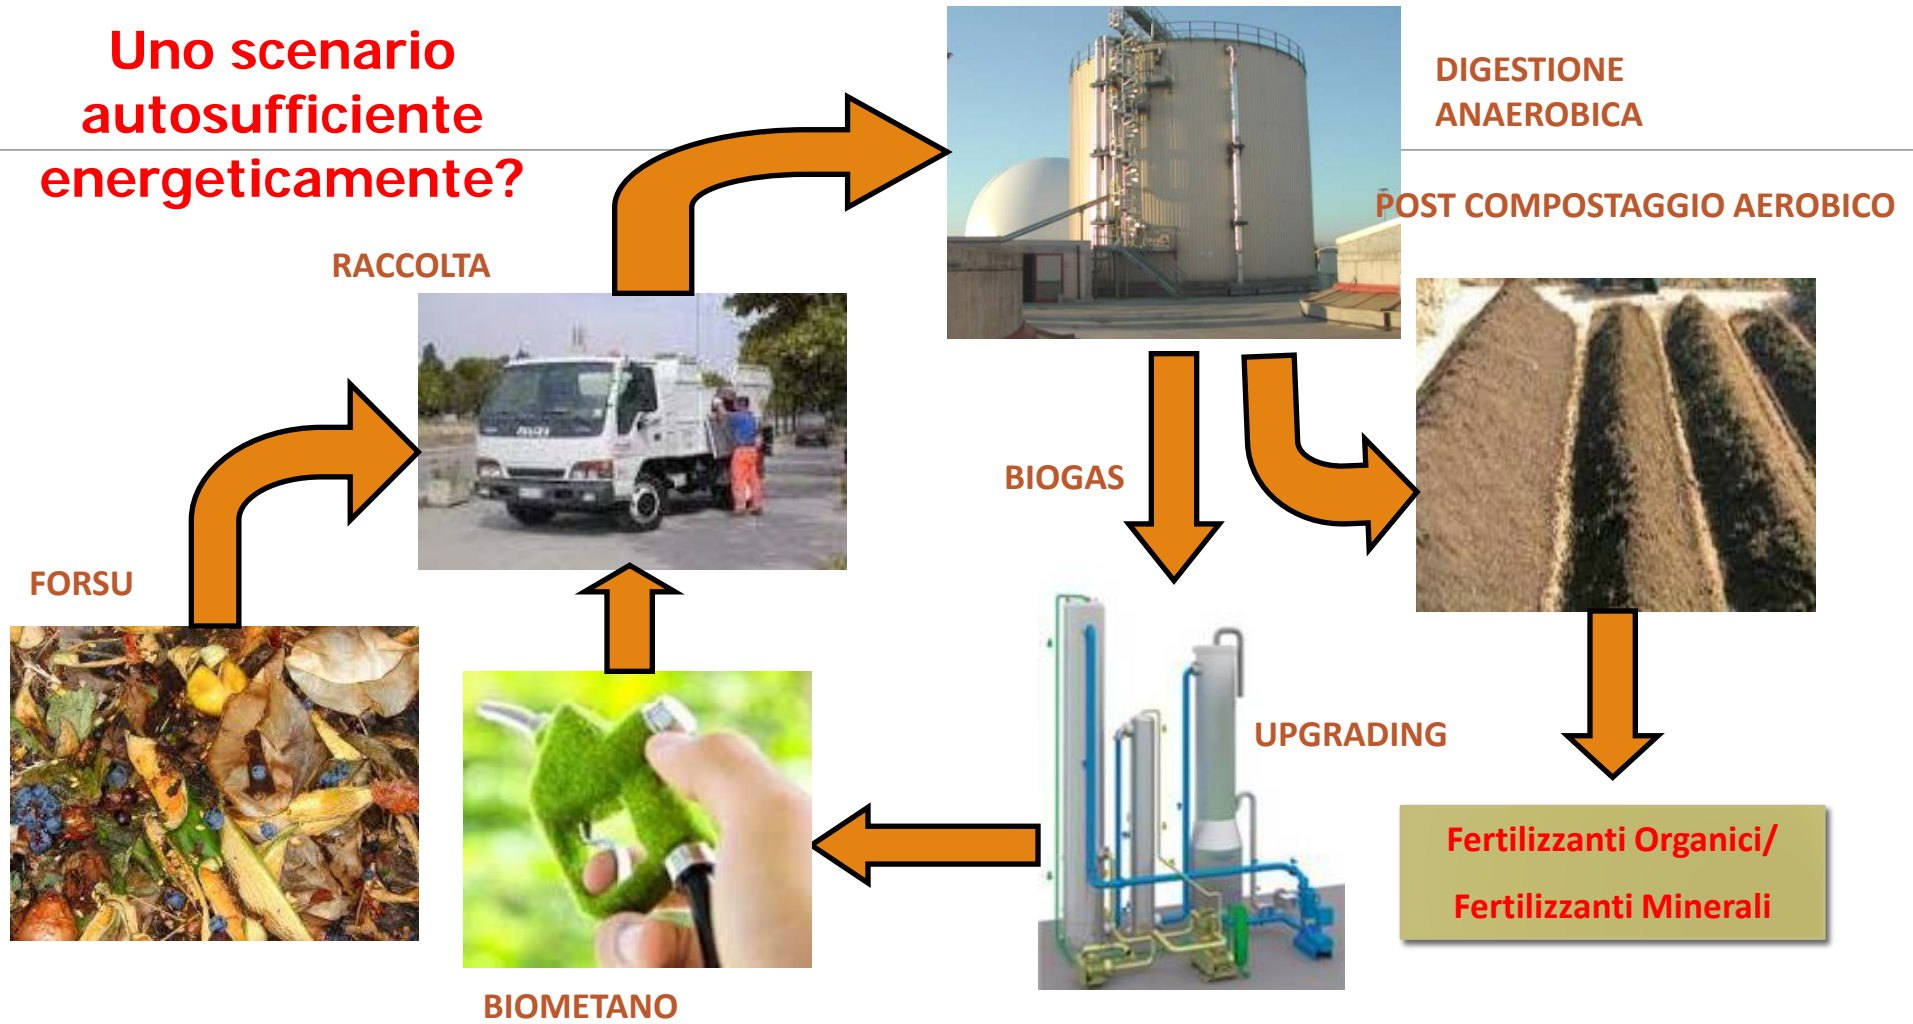 Uno scenario
autosufficiente
energeticamente?
DIGESTIONE
ANAEROBICA
POST COMPOSTAGGIO AEROBICO
RACCOLTA
BIOGAS
FORSU
UPGRADING
Fertilizzanti Organici/
Fertilizzanti Minerali
BIOMETANO